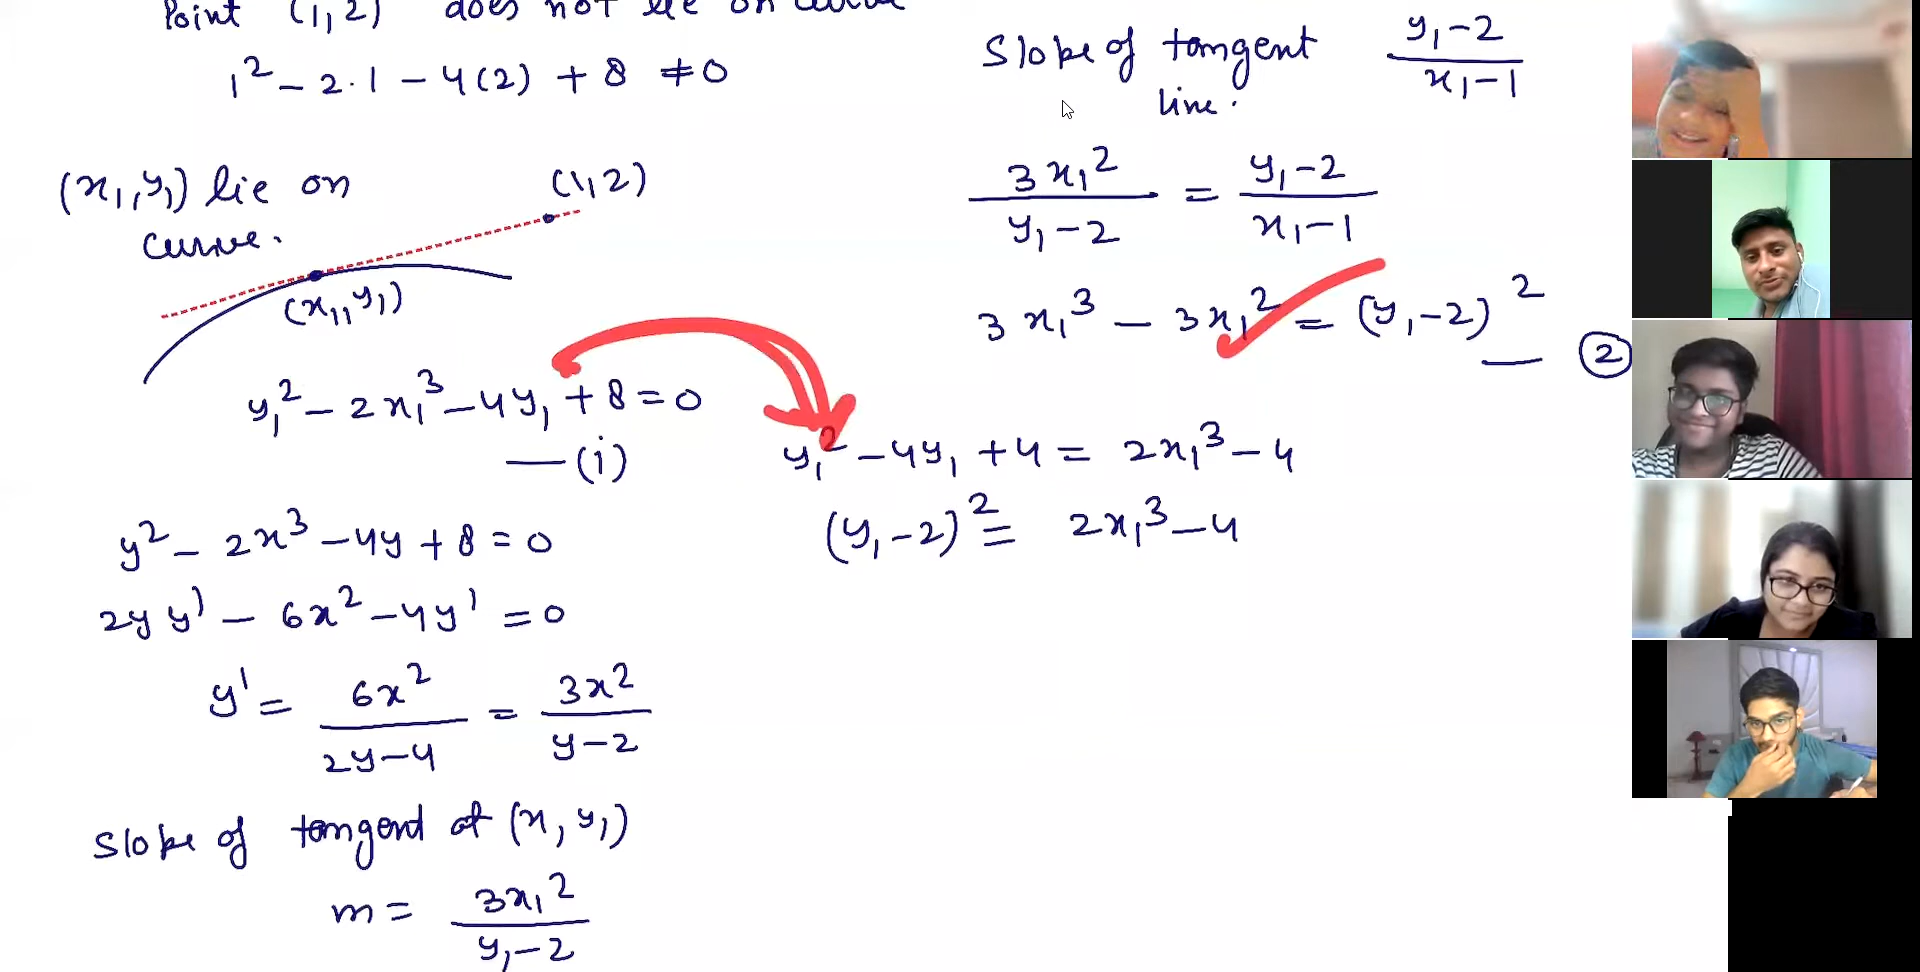 Point (1,2) does not lie on curve
1² - 2·1 - 4(2) + 8 ≠ 0
(x₁,y₁) lie on
curve.
(1,2)
(x₁,y₁)
y₁² - 2x₁³ - 4y₁ + 8 = 0
—(i)
y² - 2x³ - 4y + 8 = 0
2y y' - 6x² - 4y' = 0
y' = 6x²/(2y-4) = 3x²/(y-2)
Slope of tangent at (x, y₁)
m = 3x₁²/(y₁-2)
Slope of tangent (y₁-2)/(x₁-1)
line.
3x₁²/(y₁-2) = (y₁-2)/(x₁-1)
3x₁³ - 3x₁² = (y₁-2)²
— ②
y₁² - 4y₁ + 4 = 2x₁³ - 4
(y₁-2)² = 2x₁³ - 4